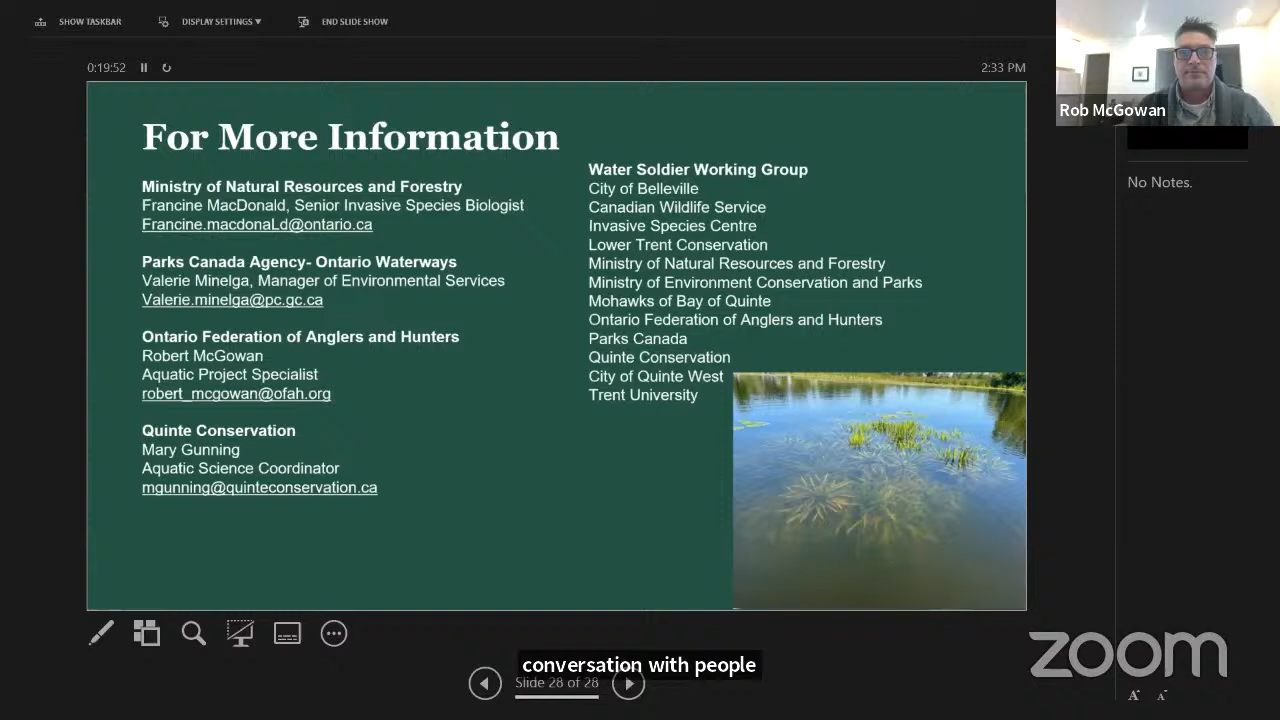 SHOW TASKBAR
DISPLAY SETTINGS
END SLIDE SHOW
0:19:52
2:33 PM
Rob McGowan
No Notes.
For More Information
Ministry of Natural Resources and Forestry
Francine MacDonald, Senior Invasive Species Biologist
Francine.macdonaLd@ontario.ca
Parks Canada Agency- Ontario Waterways
Valerie Minelga, Manager of Environmental Services
Valerie.minelga@pc.gc.ca
Ontario Federation of Anglers and Hunters
Robert McGowan
Aquatic Project Specialist
robert_mcgowan@ofah.org
Quinte Conservation
Mary Gunning
Aquatic Science Coordinator
mgunning@quinteconservation.ca
Water Soldier Working Group
City of Belleville
Canadian Wildlife Service
Invasive Species Centre
Lower Trent Conservation
Ministry of Natural Resources and Forestry
Ministry of Environment Conservation and Parks
Mohawks of Bay of Quinte
Ontario Federation of Anglers and Hunters
Parks Canada
Quinte Conservation
City of Quinte West
Trent University
conversation with people
Slide 28 of 28
zoom
A A